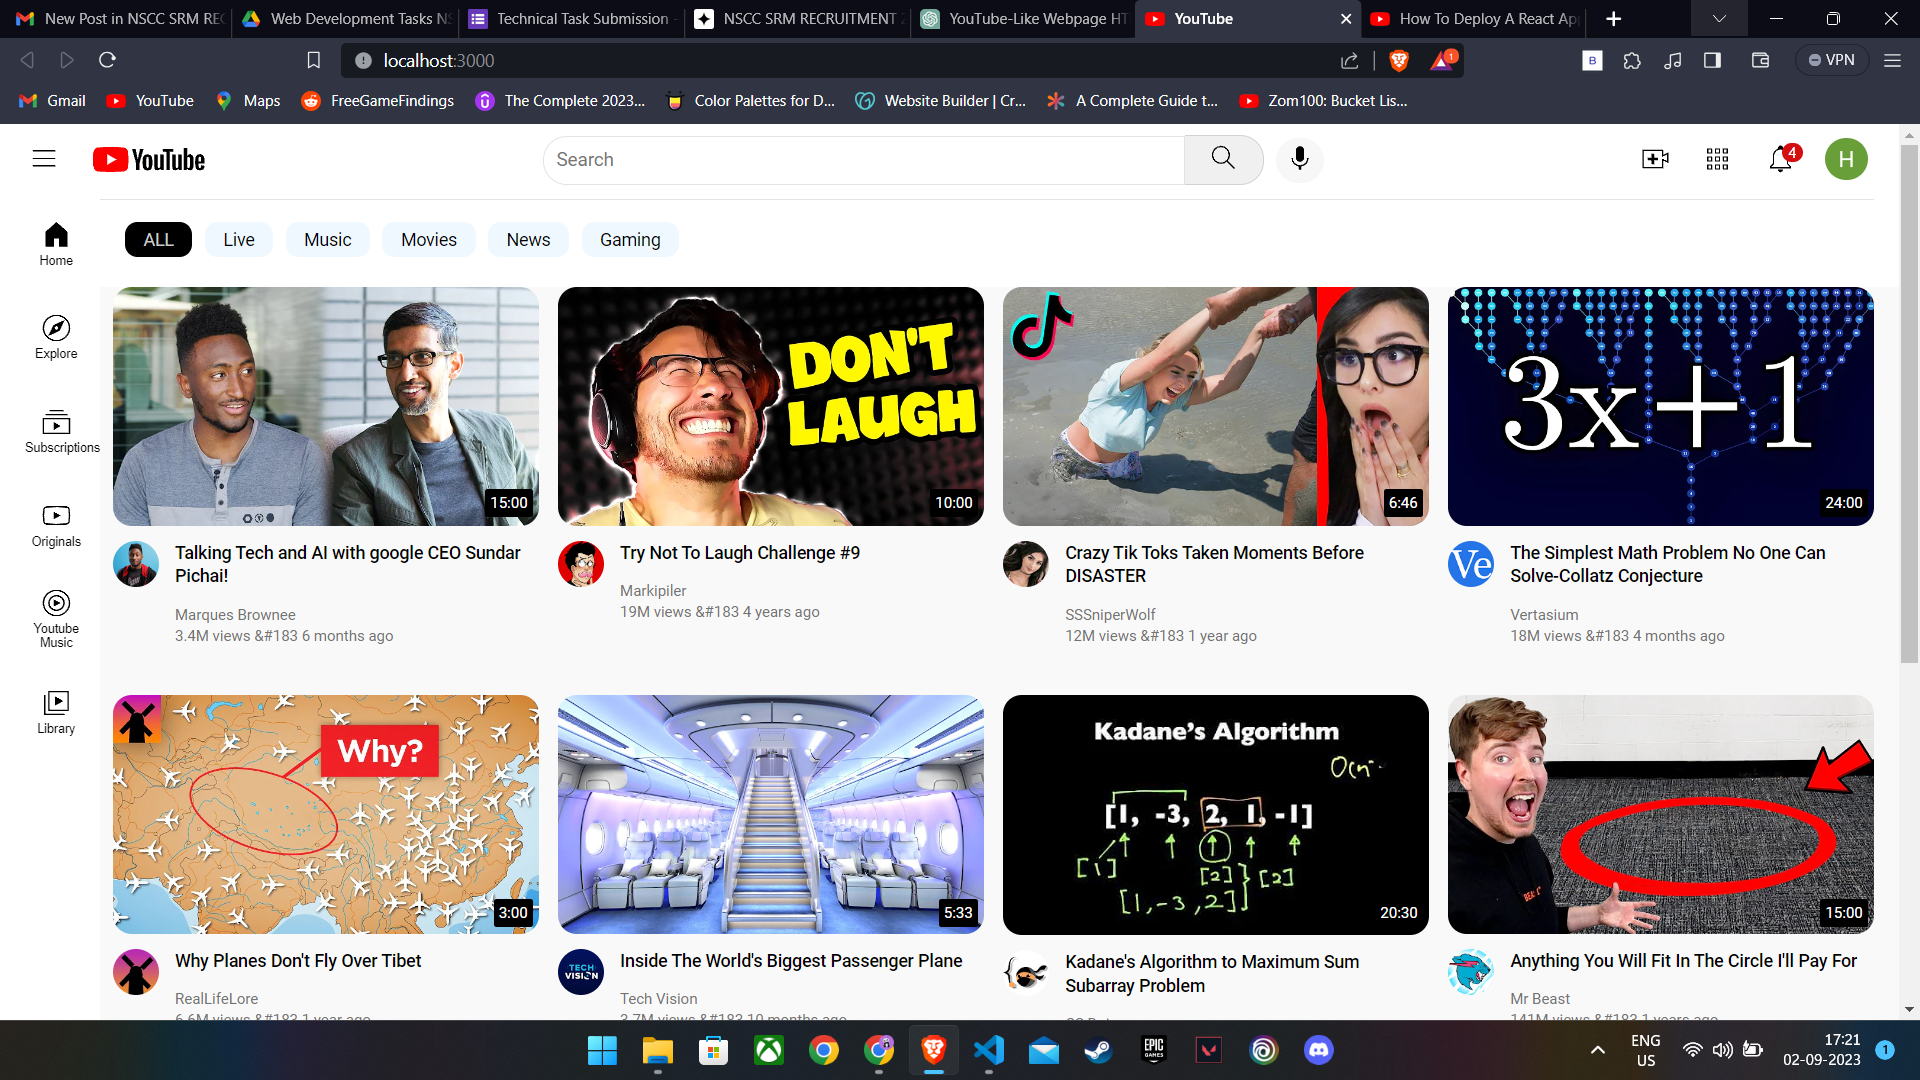 New Post in NSCC SRM REC
Web Development Tasks NS
Technical Task Submission -
NSCC SRM RECRUITMENT 2
YouTube-Like Webpage HT
YouTube
How To Deploy A React App
localhost:3000
1
B
VPN
Gmail
YouTube
Maps
FreeGameFindings
The Complete 2023...
Color Palettes for D...
Website Builder | Cr...
A Complete Guide t...
Zom100: Bucket Lis...
YouTube
Search
4
H
ALL
Live
Music
Movies
News
Gaming
Home
Explore
Subscriptions
Originals
Youtube
Music
Library
15:00
DON'T
LAUGH
10:00
6:46
3x+1
24:00
Talking Tech and AI with google CEO Sundar
Pichai!
Marques Brownee
3.4M views &#183 6 months ago
Try Not To Laugh Challenge #9
Markipiler
19M views &#183 4 years ago
Crazy Tik Toks Taken Moments Before
DISASTER
SSSniperWolf
12M views &#183 1 year ago
Ve
The Simplest Math Problem No One Can
Solve-Collatz Conjecture
Vertasium
18M views &#183 4 months ago
Why?
3:00
5:33
Kadane's Algorithm
[1, -3, 2, 1, -1]
[1]
[2]
[2]
[1,-3,2]
20:30
15:00
Why Planes Don't Fly Over Tibet
RealLifeLore
6.6M views &#183 1 year ago
TECH
VISION
Inside The World's Biggest Passenger Plane
Tech Vision
3.7M views &#183 10 months ago
Kadane's Algorithm to Maximum Sum
Subarray Problem
Anything You Will Fit In The Circle I'll Pay For
Mr Beast
141M views &#183 1 years ago
EPIC
GAMES
ENG
US
17:21
02-09-2023
1